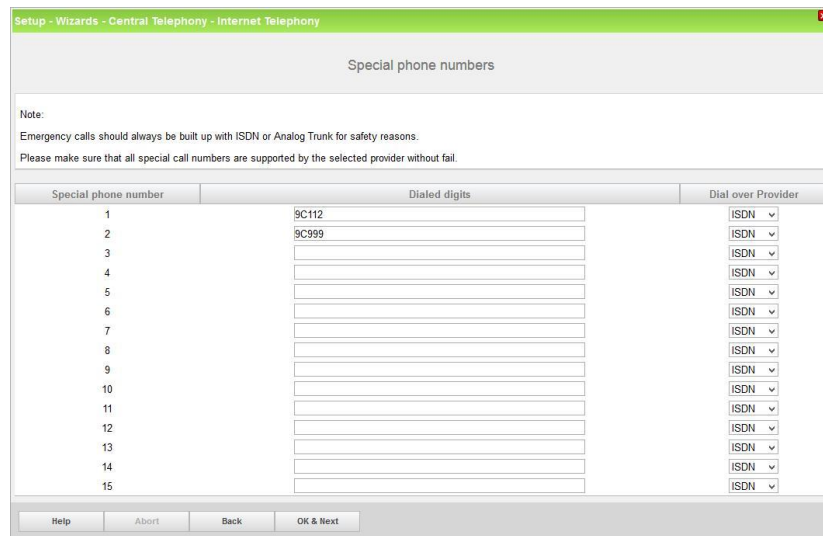 Setup - Wizards - Central Telephony - Internet Telephony
Special phone numbers
Note:
Emergency calls should always be built up with ISDN or Analog Trunk for safety reasons.
Please make sure that all special call numbers are supported by the selected provider without fail.
Special phone number Dialed digits Dial over Provider
1 9C112 ISDN
2 9C999 ISDN
3 ISDN
4 ISDN
5 ISDN
6 ISDN
7 ISDN
8 ISDN
9 ISDN
10 ISDN
11 ISDN
12 ISDN
13 ISDN
14 ISDN
15 ISDN
Help Abort Back OK & Next